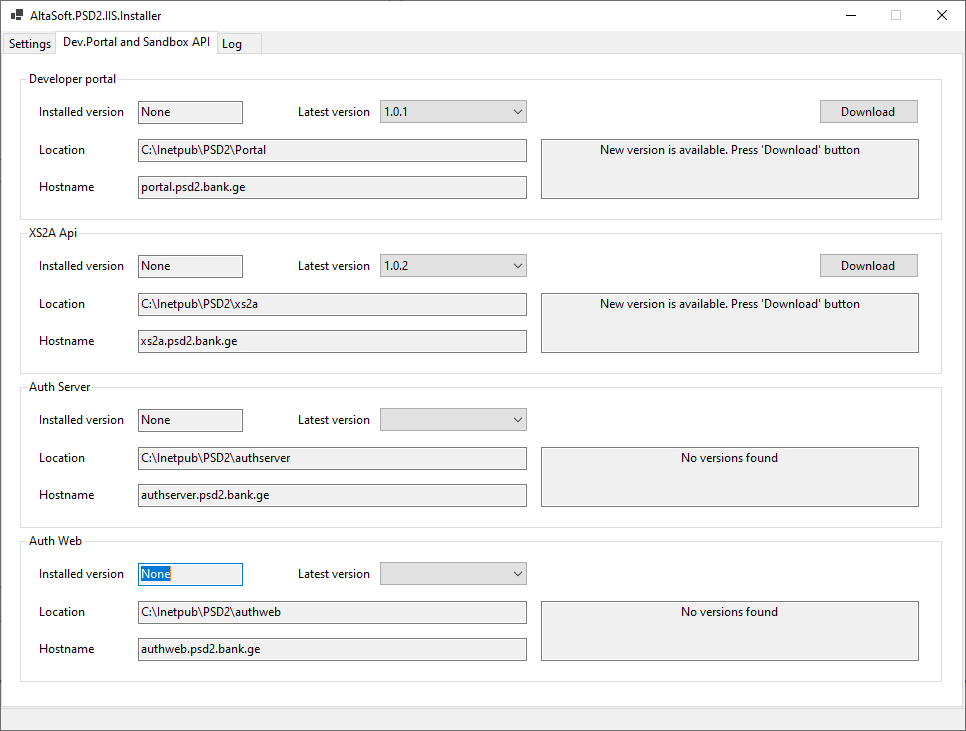 AltaSoft.PSD2.IIS.Installer
Settings Dev.Portal and Sandbox API Log
Developer portal
Installed version None Latest version 1.0.1 Download
Location C:\Inetpub\PSD2\Portal New version is available. Press 'Download' button
Hostname portal.psd2.bank.ge
XS2A Api
Installed version None Latest version 1.0.2 Download
Location C:\Inetpub\PSD2\xs2a New version is available. Press 'Download' button
Hostname xs2a.psd2.bank.ge
Auth Server
Installed version None Latest version
Location C:\Inetpub\PSD2\authserver No versions found
Hostname authserver.psd2.bank.ge
Auth Web
Installed version None Latest version
Location C:\Inetpub\PSD2\authweb No versions found
Hostname authweb.psd2.bank.ge